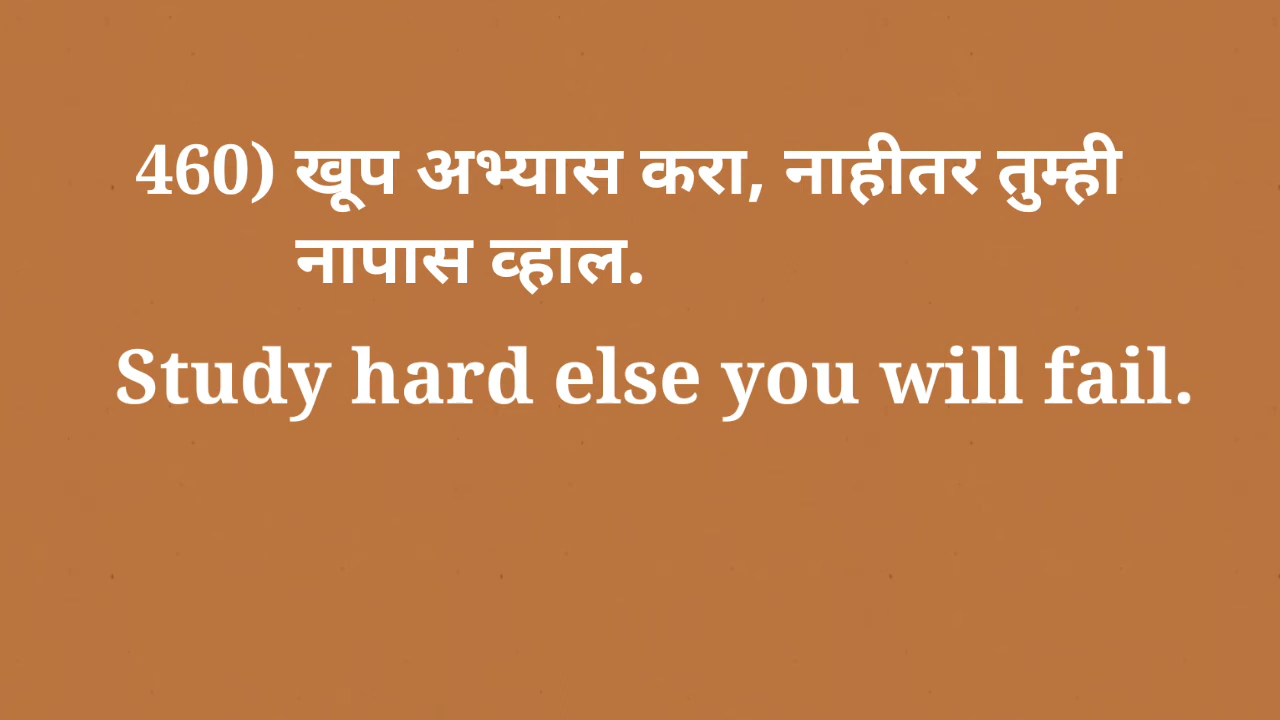 460) खूप अभ्यास करा, नाहीतर तुम्ही
नापास व्हाल.
Study hard else you will fail.